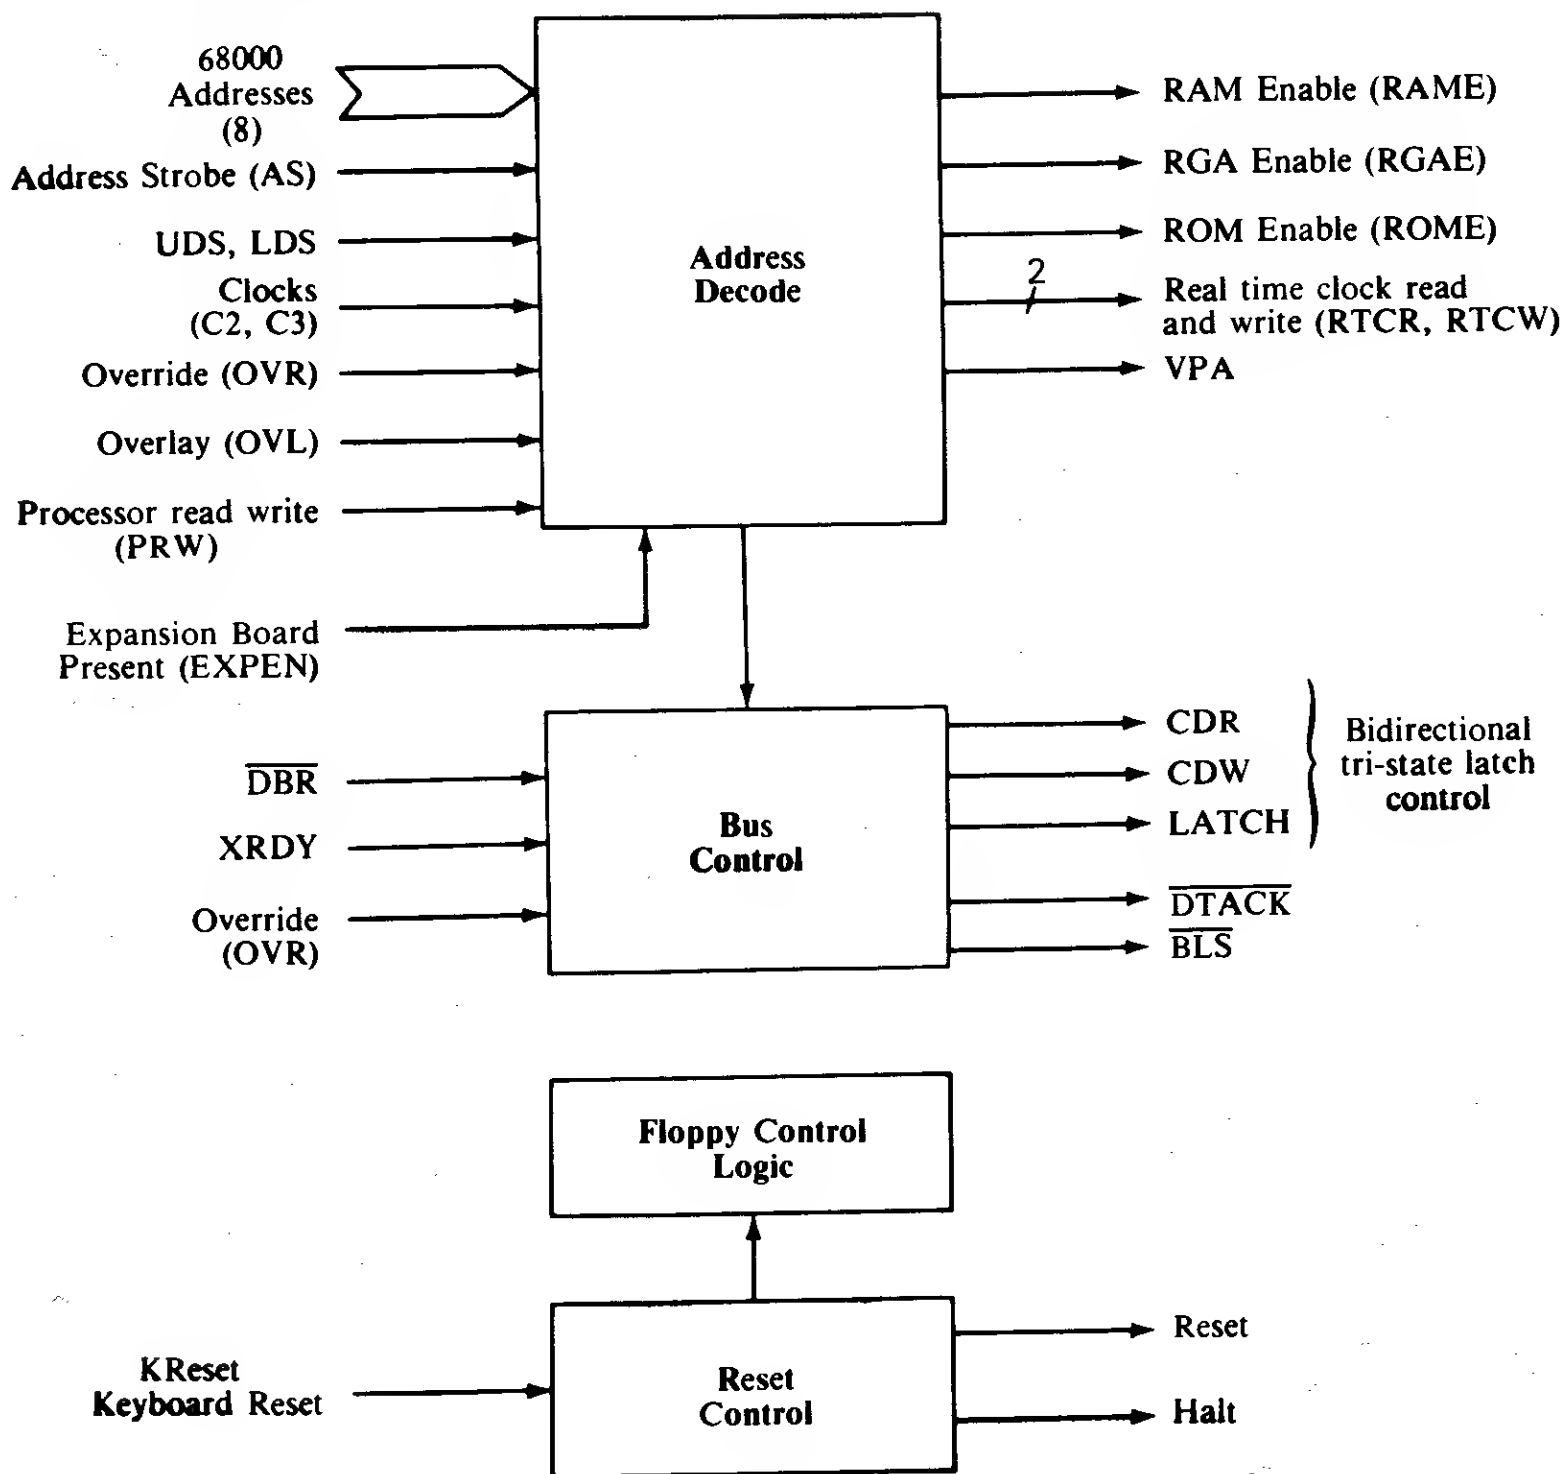 68000
Addresses
(8)
Address Strobe (AS)
UDS, LDS
Clocks
(C2, C3)
Override (OVR)
Overlay (OVL)
Processor read write
(PRW)
Expansion Board
Present (EXPEN)
Address
Decode
RAM Enable (RAME)
RGA Enable (RGAE)
ROM Enable (ROME)
2
Real time clock read
and write (RTCR, RTCW)
VPA
D̅B̅R̅
XRDY
Override
(OVR)
Bus
Control
CDR
CDW
LATCH
Bidirectional
tri-state latch
control
D̅T̅A̅C̅K̅
B̅L̅S̅
Floppy Control
Logic
KReset
Keyboard Reset
Reset
Control
Reset
Halt